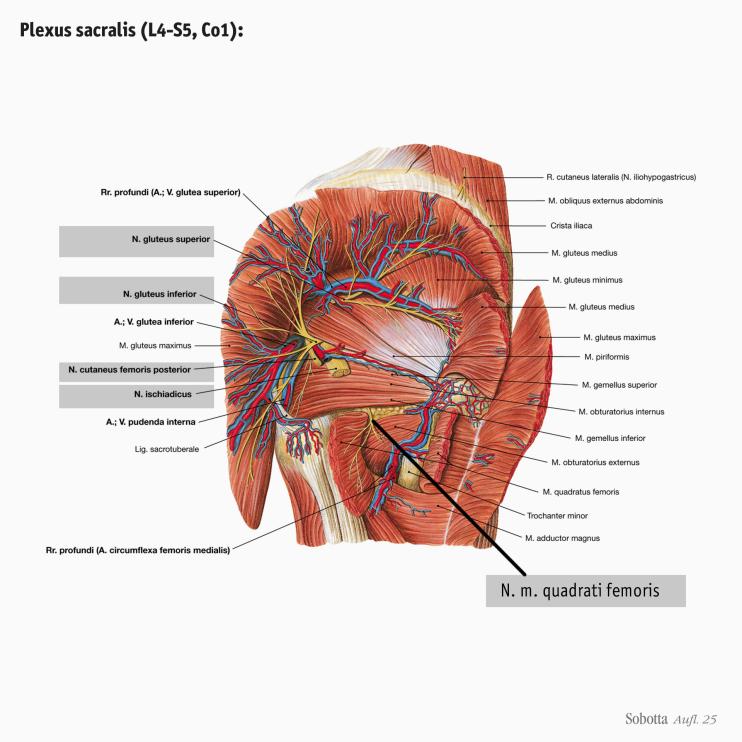 Plexus sacralis (L4-S5, Co1):
Rr. profundi (A.; V. glutea superior)
N. gluteus superior
N. gluteus inferior
A.; V. glutea inferior
M. gluteus maximus
N. cutaneus femoris posterior
N. ischiadicus
A.; V. pudenda interna
Lig. sacrotuberale
Rr. profundi (A. circumflexa femoris medialis)
R. cutaneus lateralis (N. iliohypogastricus)
M. obliquus externus abdominis
Crista iliaca
M. gluteus medius
M. gluteus minimus
M. gluteus medius
M. gluteus maximus
M. piriformis
M. gemellus superior
M. obturatorius internus
M. gemellus inferior
M. obturatorius externus
M. quadratus femoris
Trochanter minor
M. adductor magnus
N. m. quadrati femoris
Sobotta Aufl. 25